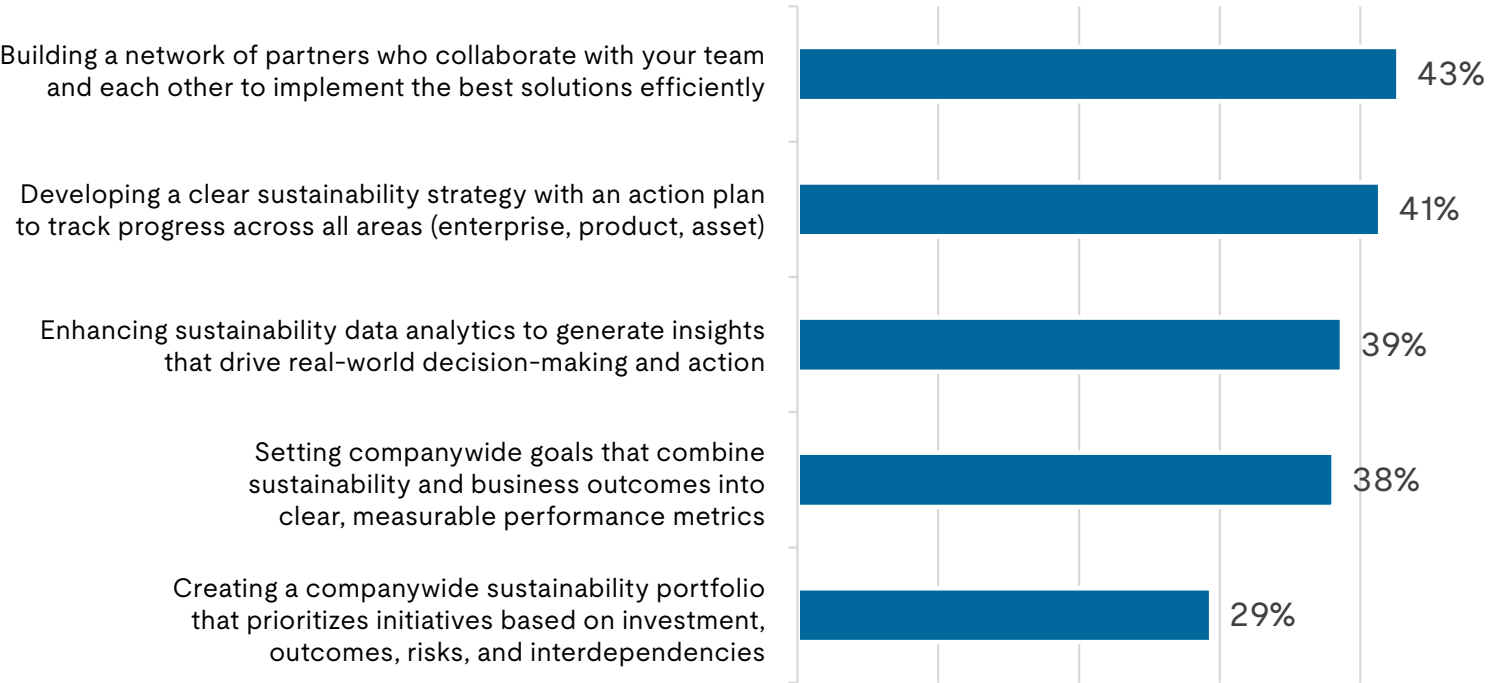 Building a network of partners who collaborate with your team
and each other to implement the best solutions efficiently
43%
Developing a clear sustainability strategy with an action plan
to track progress across all areas (enterprise, product, asset)
41%
Enhancing sustainability data analytics to generate insights
that drive real-world decision-making and action
39%
Setting companywide goals that combine
sustainability and business outcomes into
clear, measurable performance metrics
38%
Creating a companywide sustainability portfolio
that prioritizes initiatives based on investment,
outcomes, risks, and interdependencies
29%